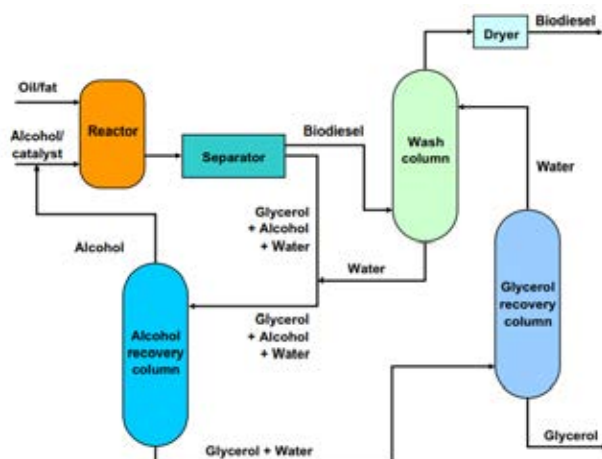 Biodiesel
Dryer
Oil/fat
Reactor
Alcohol/
catalyst
Biodiesel
Separator
Wash
column
Water
Glycerol
+ Alcohol
+ Water
Alcohol
Water
Glycerol
recovery
column
Glycerol
+ Alcohol
+ Water
Alcohol
recovery
column
Glycerol
Glycerol + Water